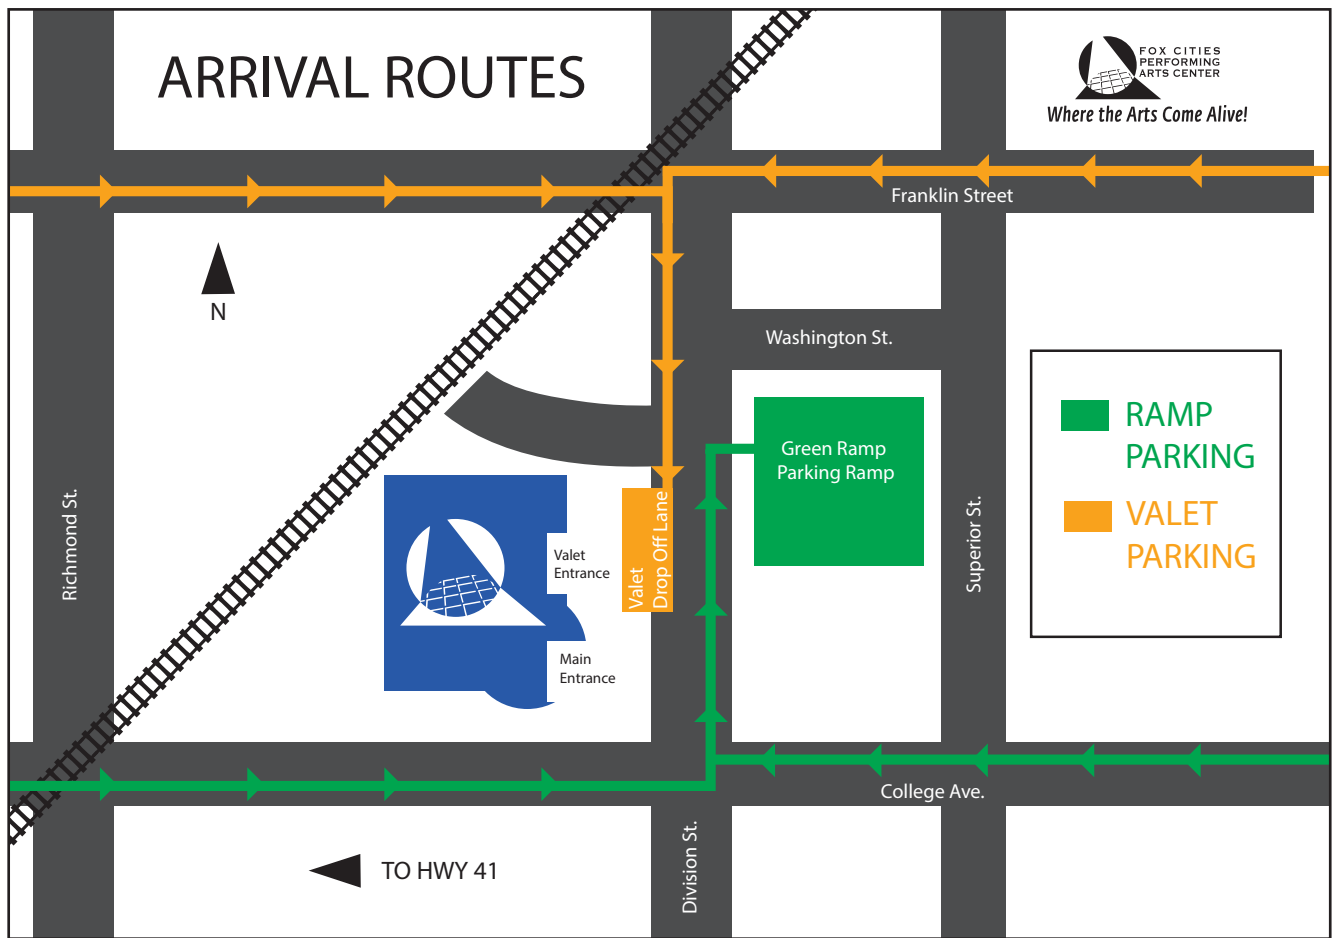 ARRIVAL ROUTES
FOX CITIES
PERFORMING
ARTS CENTER
Where the Arts Come Alive!
Franklin Street
N
Washington St.
RAMP
PARKING
VALET
PARKING
Green Ramp
Parking Ramp
Richmond St.
Superior St.
Valet
Drop Off Lane
Valet
Entrance
Main
Entrance
College Ave.
Division St.
TO HWY 41